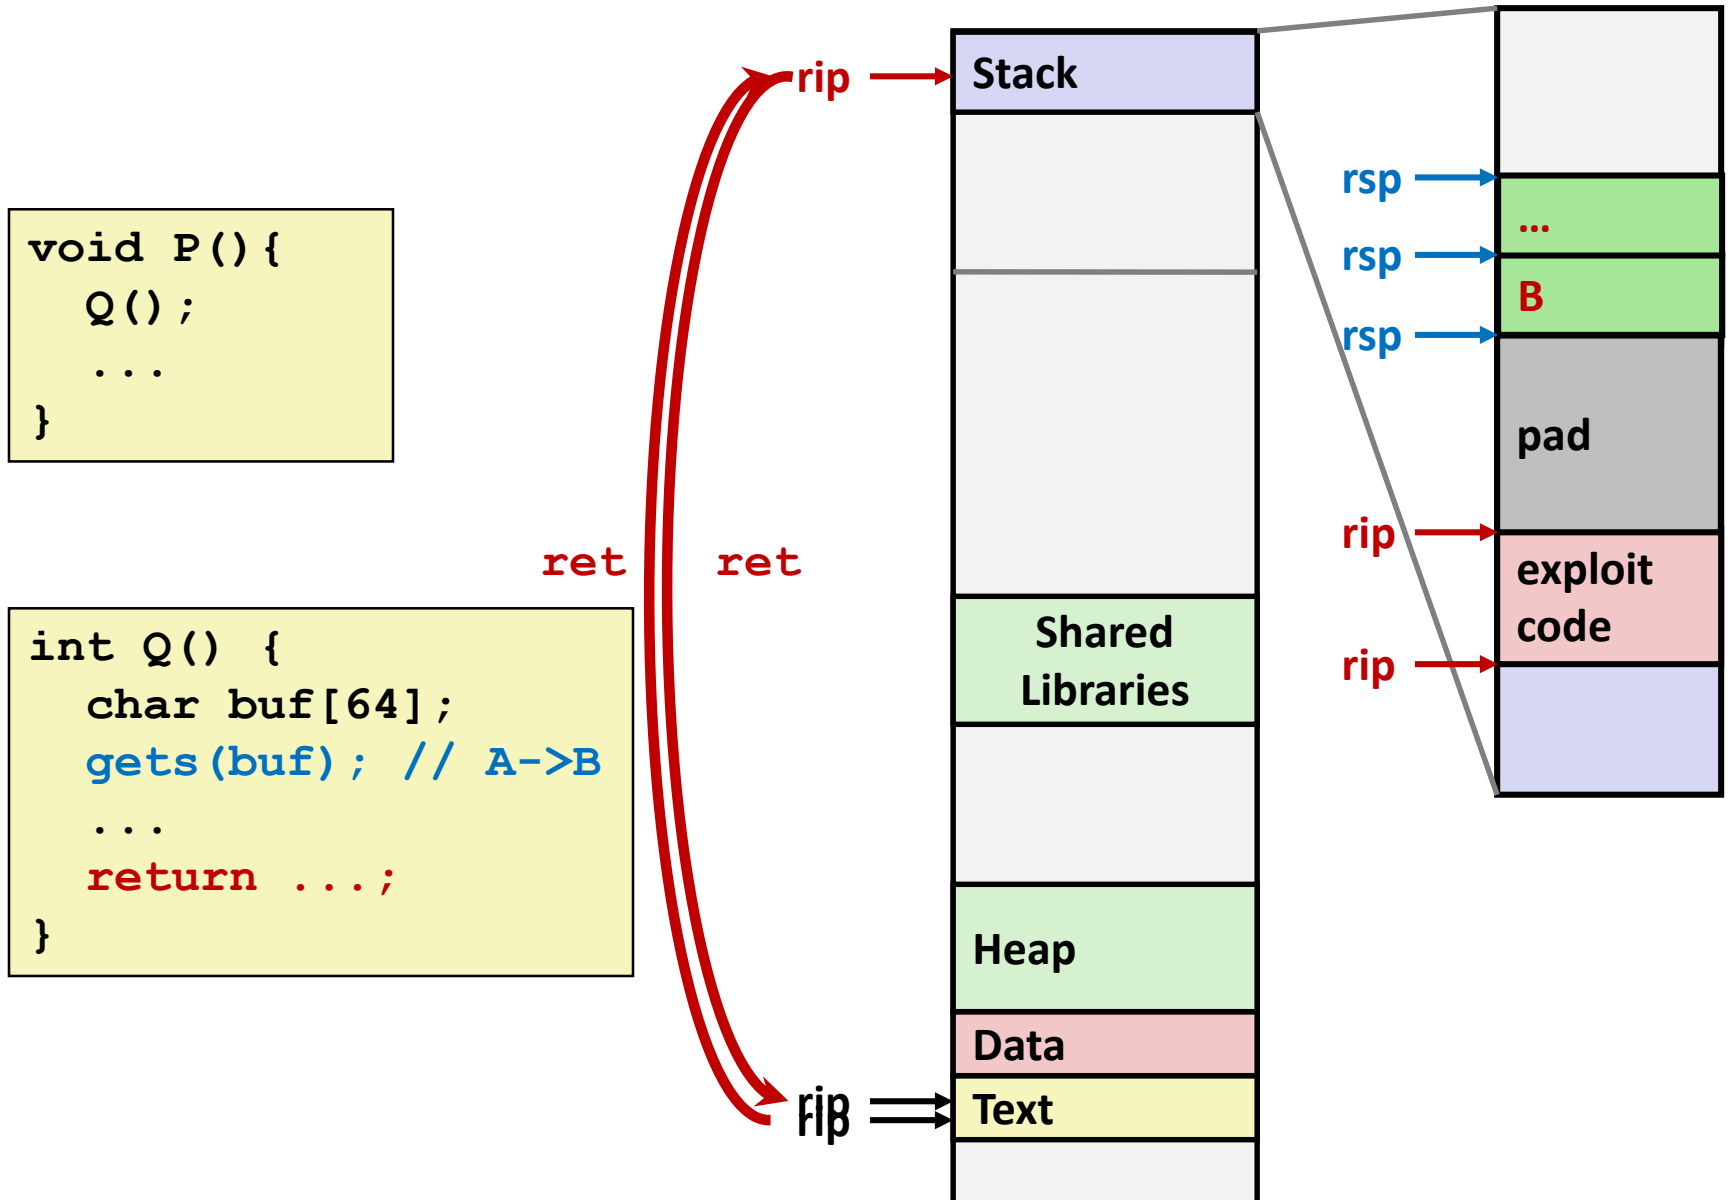 void P(){
Q();
...
}
int Q() {
char buf[64];
gets(buf); // A->B
...
return ...;
}
ret
ret
rip
rip
rip
Stack
Shared
Libraries
Heap
Data
Text
rsp
rsp
rsp
rip
rip
...
B
pad
exploit
code